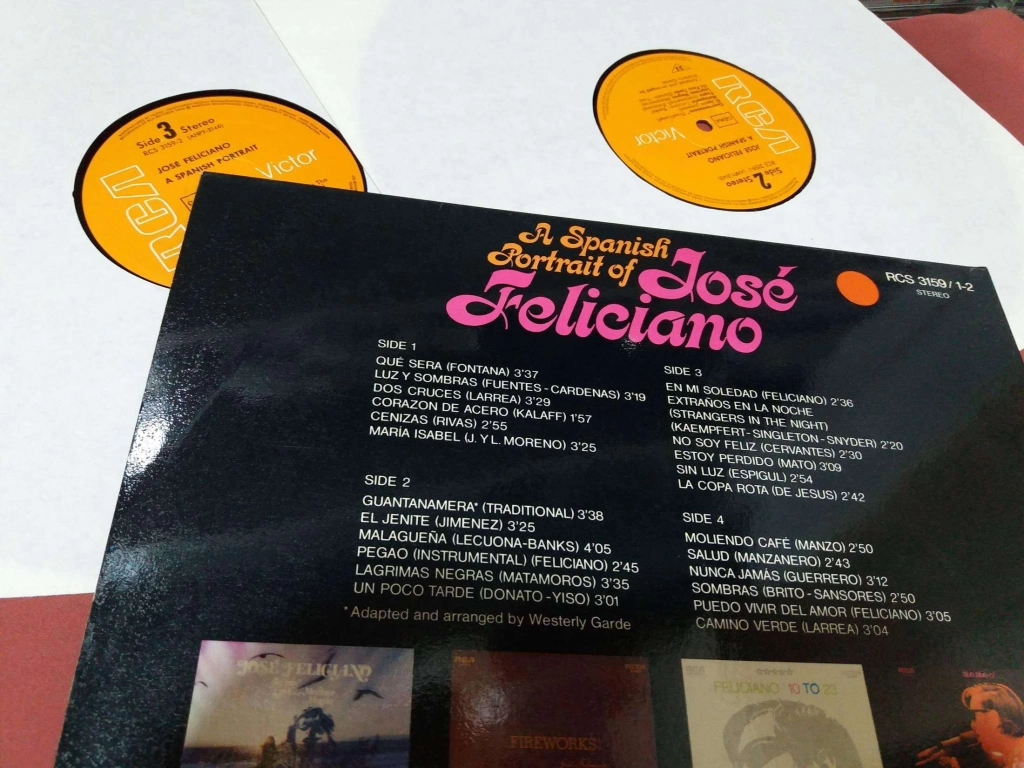 Side 3 Stereo
RCS 3159-2
JOSE FELICIANO
A SPANISH PORTRAIT
RCA
Victor
RCA
Victor
JOSE FELICIANO
A SPANISH PORTRAIT
Side 2 Stereo
A Spanish
Portrait of José
Feliciano
RCS 3159 / 1-2
STEREO
SIDE 1
QUÉ SERA (FONTANA) 3'37
LUZ Y SOMBRAS (FUENTES-CARDENAS) 3'19
DOS CRUCES (LARREA) 3'29
CORAZON DE ACERO (KALAFF) 1'57
CENIZAS (RIVAS) 2'55
MARÍA ISABEL (J. Y L. MORENO) 3'25
SIDE 2
GUANTANAMERA* (TRADITIONAL) 3'38
EL JENITE (JIMENEZ) 3'25
MALAGUEÑA (LECUONA-BANKS) 4'05
PEGAO (INSTRUMENTAL) (FELICIANO) 2'45
LAGRIMAS NEGRAS (MATAMOROS) 3'35
UN POCO TARDE (DONATO-YISO) 3'01
*Adapted and arranged by Westerly Garde
SIDE 3
EN MI SOLEDAD (FELICIANO) 2'36
EXTRAÑOS EN LA NOCHE
(STRANGERS IN THE NIGHT)
(KAEMPFERT-SINGLETON-SNYDER) 2'20
NO SOY FELIZ (CERVANTES) 2'30
ESTOY PERDIDO (MATO) 3'09
SIN LUZ (ESPIGUL) 2'54
LA COPA ROTA (DE JESUS) 2'42
SIDE 4
MOLIENDO CAFÉ (MANZO) 2'50
SALUD (MANZANERO) 2'43
NUNCA JAMÁS (GUERRERO) 3'12
SOMBRAS (BRITO-SANSORES) 2'50
PUEDO VIVIR DEL AMOR (FELICIANO) 3'05
CAMINO VERDE (LARREA) 3'04
JOSÉ FELICIANO
FIREWORKS
FELICIANO / 10 TO 23